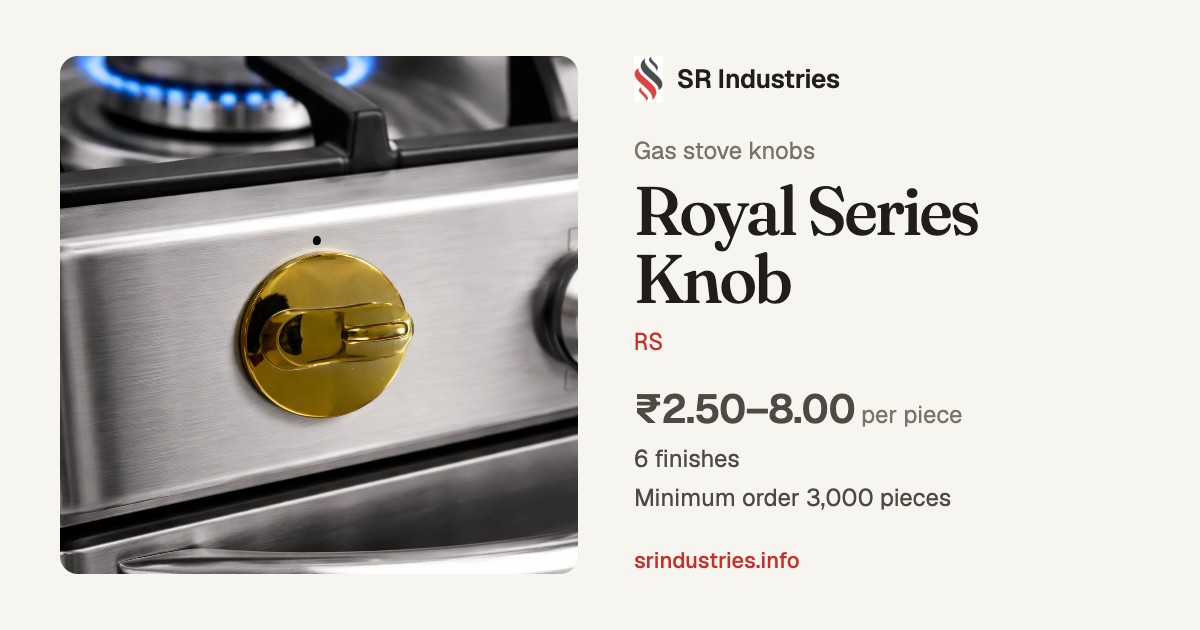 SR Industries
Gas stove knobs
Royal Series
Knob
RS
₹2.50–8.00 per piece
6 finishes
Minimum order 3,000 pieces
srindustries.info